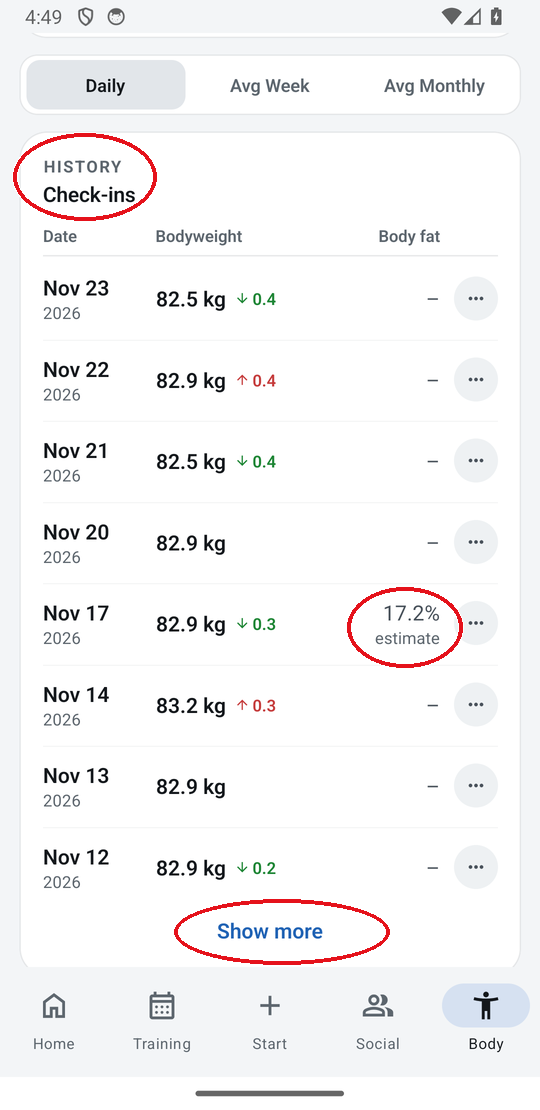 4:49
Daily Avg Week Avg Monthly
HISTORY
Check-ins
Date Bodyweight Body fat
Nov 23
2026
82.5 kg ↓ 0.4 –
Nov 22
2026
82.9 kg ↑ 0.4 –
Nov 21
2026
82.5 kg ↓ 0.4 –
Nov 20
2026
82.9 kg –
Nov 17
2026
82.9 kg ↓ 0.3
17.2%
estimate
Nov 14
2026
83.2 kg ↑ 0.3 –
Nov 13
2026
82.9 kg –
Nov 12
2026
82.9 kg ↓ 0.2 –
Show more
Home Training Start Social Body